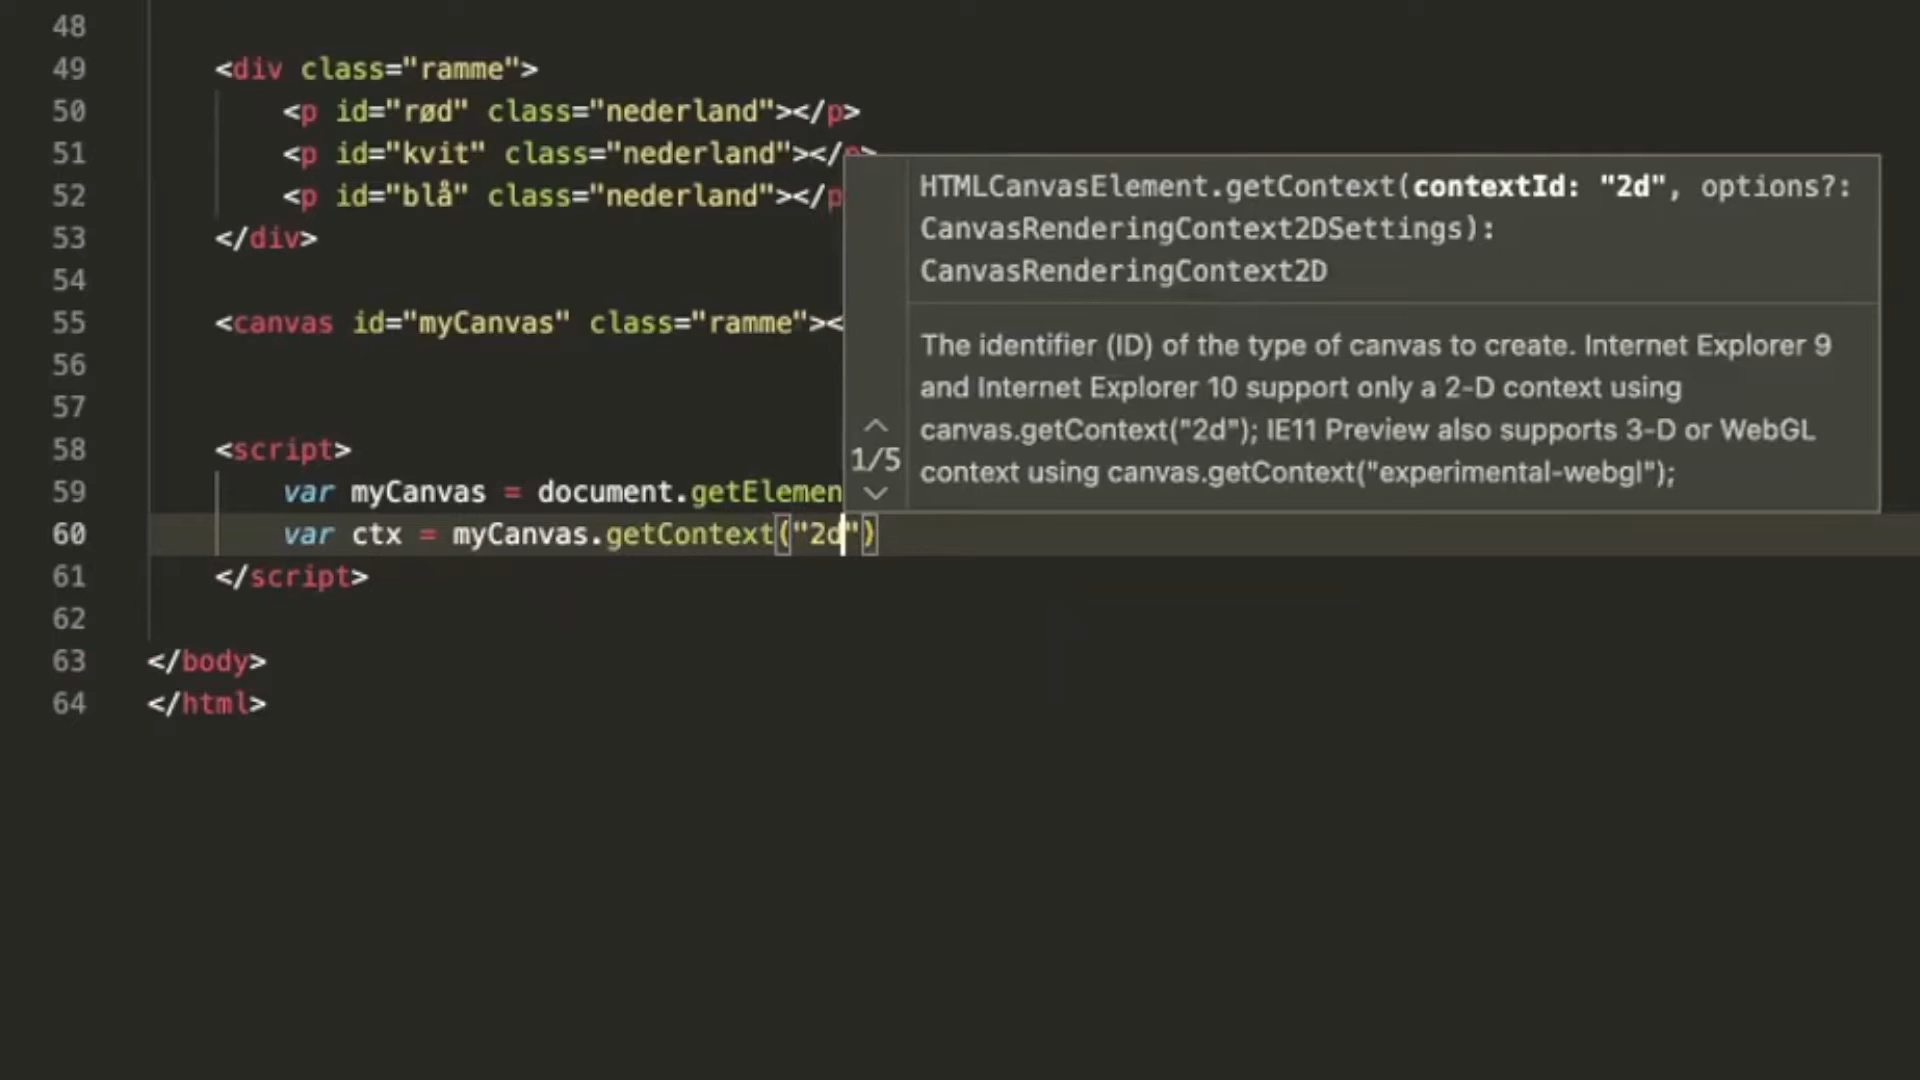 48
49 <div class="ramme">
50 <p id="rød" class="nederland"></p>
51 <p id="kvit" class="nederland"></p>
52 <p id="blå" class="nederland"></p
53 </div>
54
55 <canvas id="myCanvas" class="ramme"><
56
57
58 <script>
59 var myCanvas = document.getElemen
60 var ctx = myCanvas.getContext("2d")
61 </script>
62
63 </body>
64 </html>
HTMLCanvasElement.getContext(contextId: "2d", options?:
CanvasRenderingContext2DSettings):
CanvasRenderingContext2D
The identifier (ID) of the type of canvas to create. Internet Explorer 9
and Internet Explorer 10 support only a 2-D context using
canvas.getContext("2d"); IE11 Preview also supports 3-D or WebGL
context using canvas.getContext("experimental-webgl");
1/5